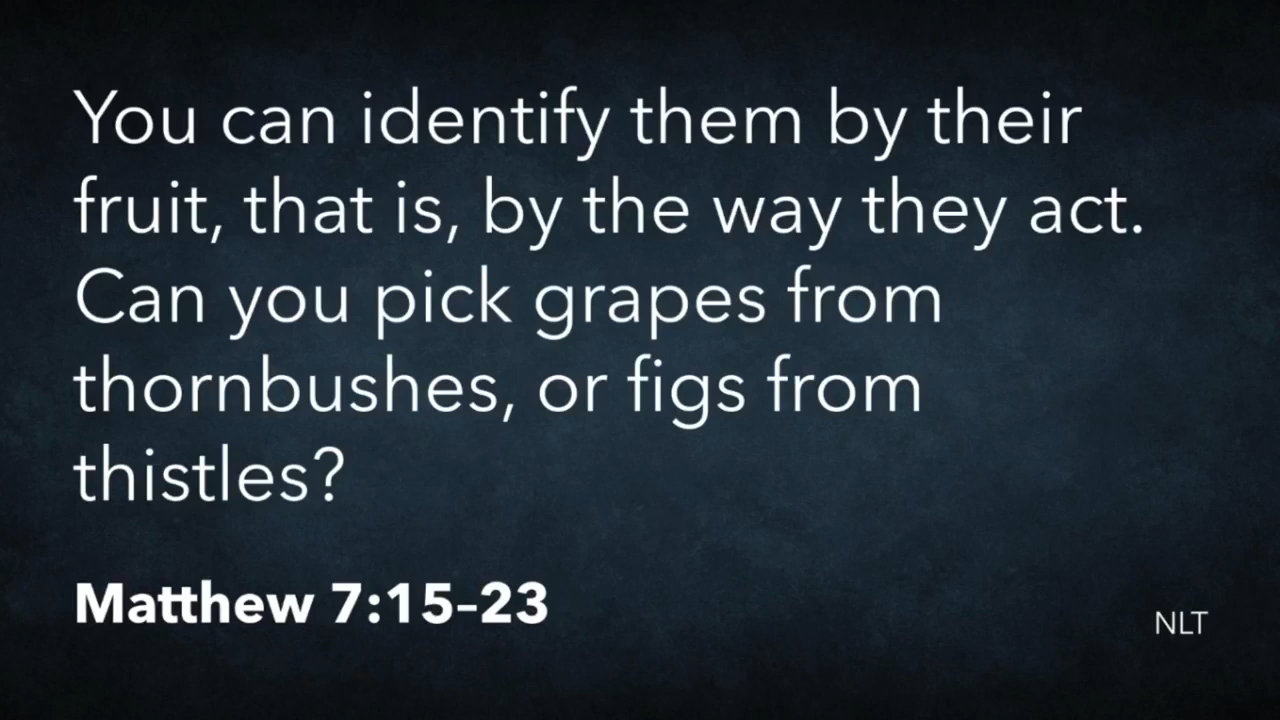 You can identify them by their
fruit, that is, by the way they act.
Can you pick grapes from
thornbushes, or figs from
thistles?
Matthew 7:15–23
NLT